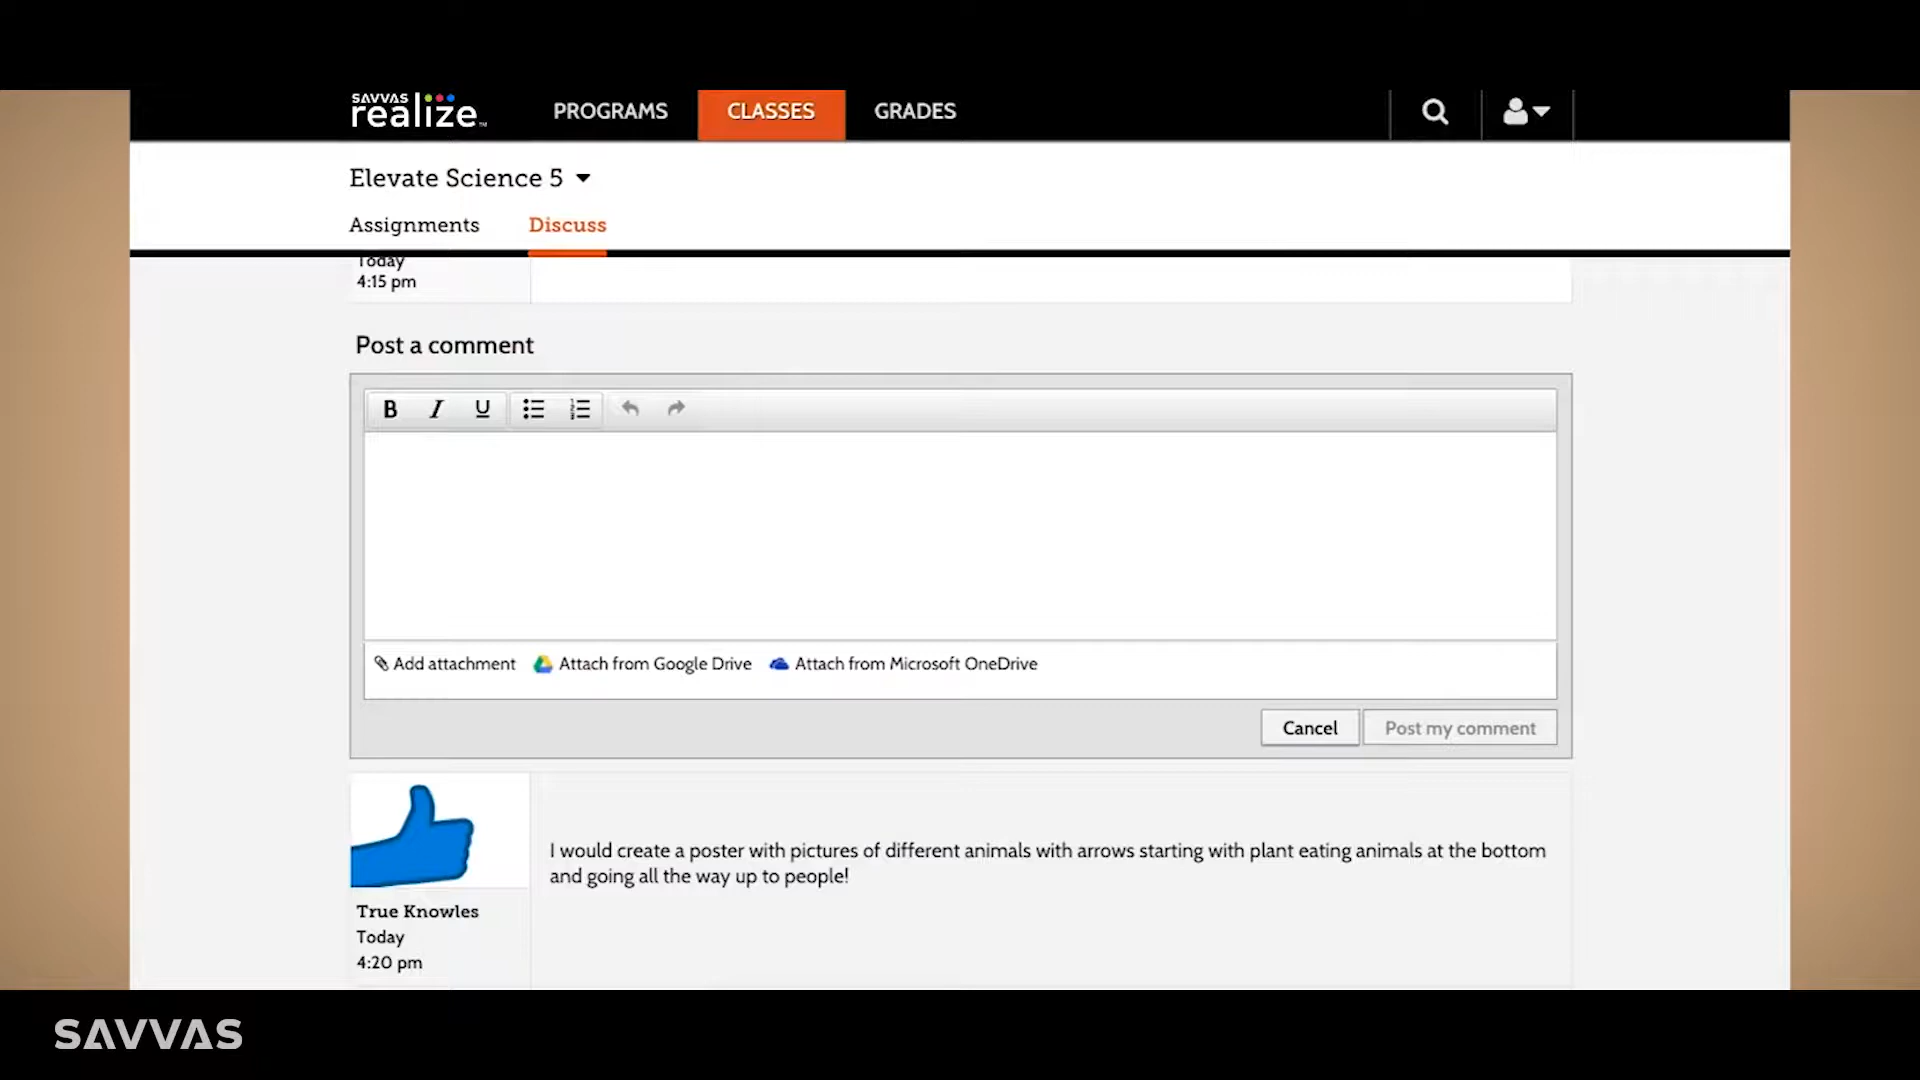 SAVVAS
realize™
PROGRAMS
CLASSES
GRADES
Elevate Science 5
Assignments
Discuss
Today
4:15 pm
Post a comment
B I U
Add attachment
Attach from Google Drive
Attach from Microsoft OneDrive
Cancel
Post my comment
I would create a poster with pictures of different animals with arrows starting with plant eating animals at the bottom
and going all the way up to people!
True Knowles
Today
4:20 pm
SAVVAS